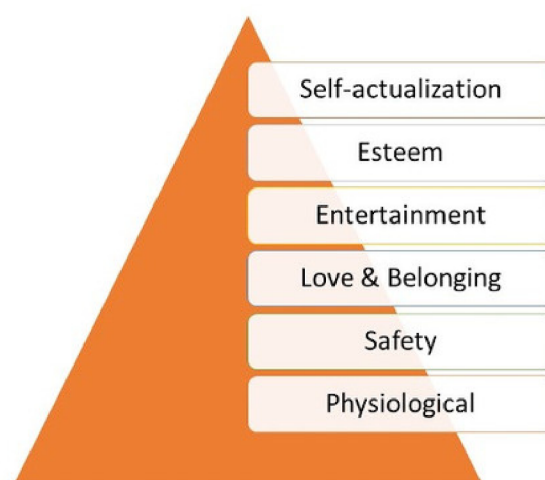 Self-actualization
Esteem
Entertainment
Love & Belonging
Safety
Physiological